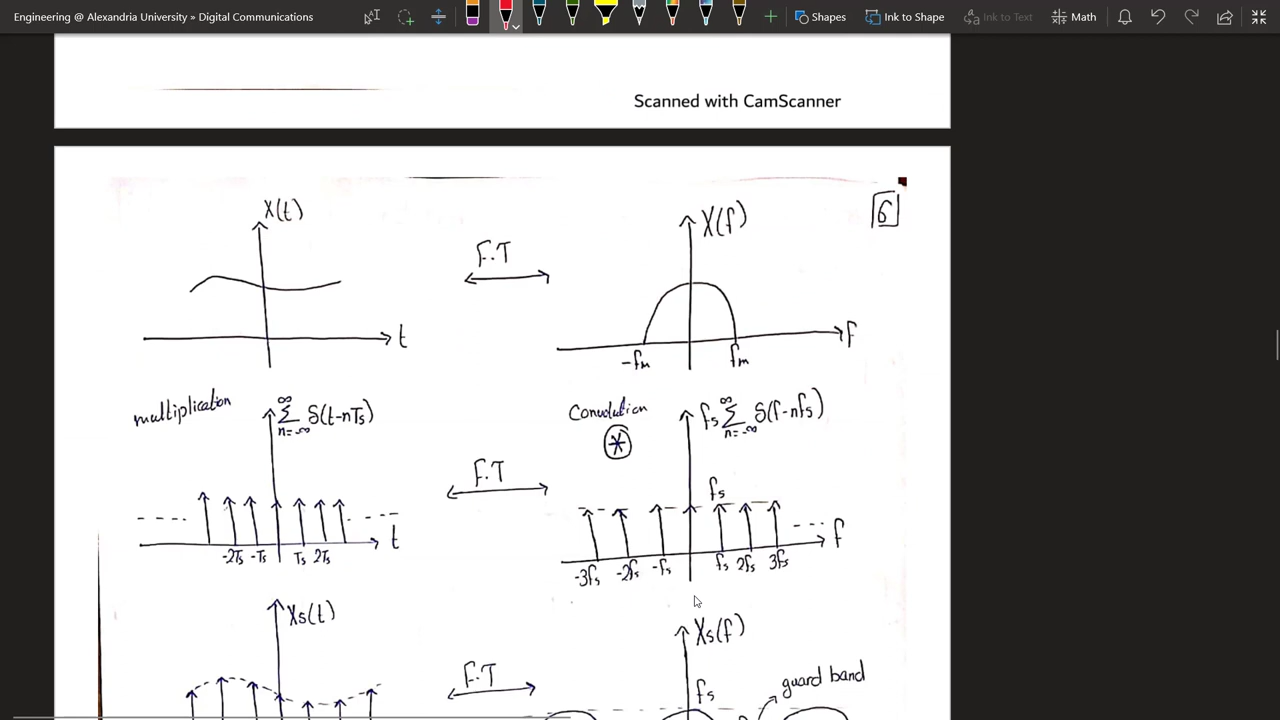 Engineering @ Alexandria University » Digital Communications
Shapes
Ink to Shape
Ink to Text
Math
Scanned with CamScanner
6
X(t)
t
F.T
X(f)
f
-fm
fm
multiplication
∞
∑ δ(t-nTs)
n=-∞
-2Ts -Ts Ts 2Ts
t
F.T
Convolution
*
∞
fs ∑ δ(f-nfs)
n=-∞
fs
-3fs -2fs -fs fs 2fs 3fs
f
Xs(t)
F.T
Xs(f)
fs
guard band